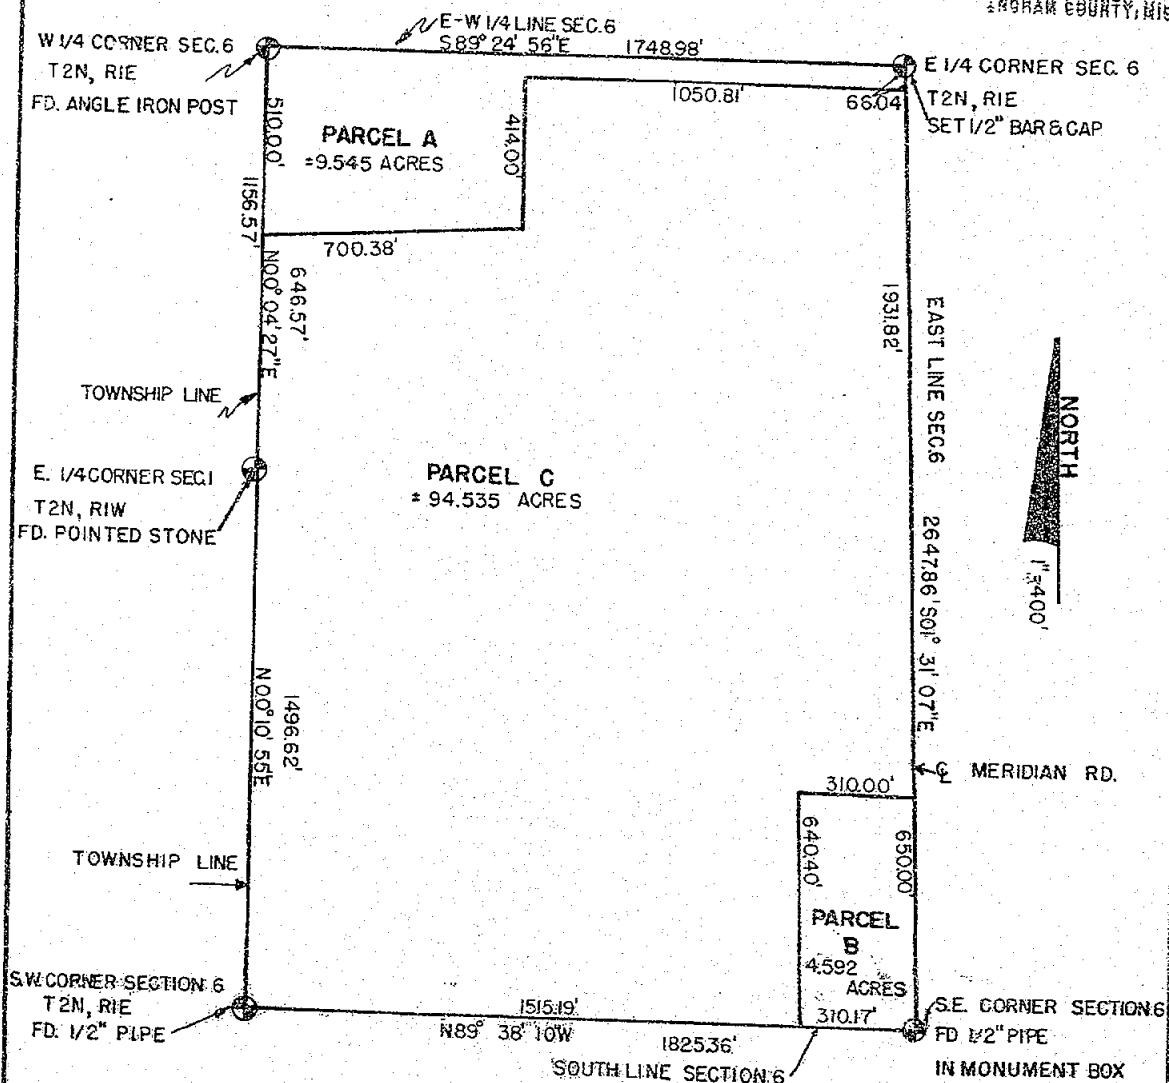 INGHAM COUNTY, MIS
E-W 1/4 LINE SEC. 6
S89° 24' 56"E 1748.98'
W 1/4 CORNER SEC. 6
T2N, R1E
FD. ANGLE IRON POST
E 1/4 CORNER SEC. 6
T2N, R1E
SET 1/2" BAR & CAP
1050.81'
66.04'
510.00'
PARCEL A
±9.545 ACRES
414.00'
1156.57'
700.38'
646.57'
N00° 04' 27"E
TOWNSHIP LINE
1931.82'
EAST LINE SEC. 6
NORTH
1"=400'
E. 1/4 CORNER SEC. 1
T2N, R1W
FD. POINTED STONE
PARCEL C
± 94.535 ACRES
2647.86' S01° 31' 07"E
1496.62'
N00° 10' 55"E
MERIDIAN RD.
310.00'
640.40'
650.00'
TOWNSHIP LINE
PARCEL
B
4.592
ACRES
S.W. CORNER SECTION 6
T2N, R1E
FD. 1/2" PIPE
1515.19'
310.17'
N89° 38' 10"W
1825.36'
SOUTH LINE SECTION 6
S.E. CORNER SECTION 6
FD 1/2" PIPE
IN MONUMENT BOX